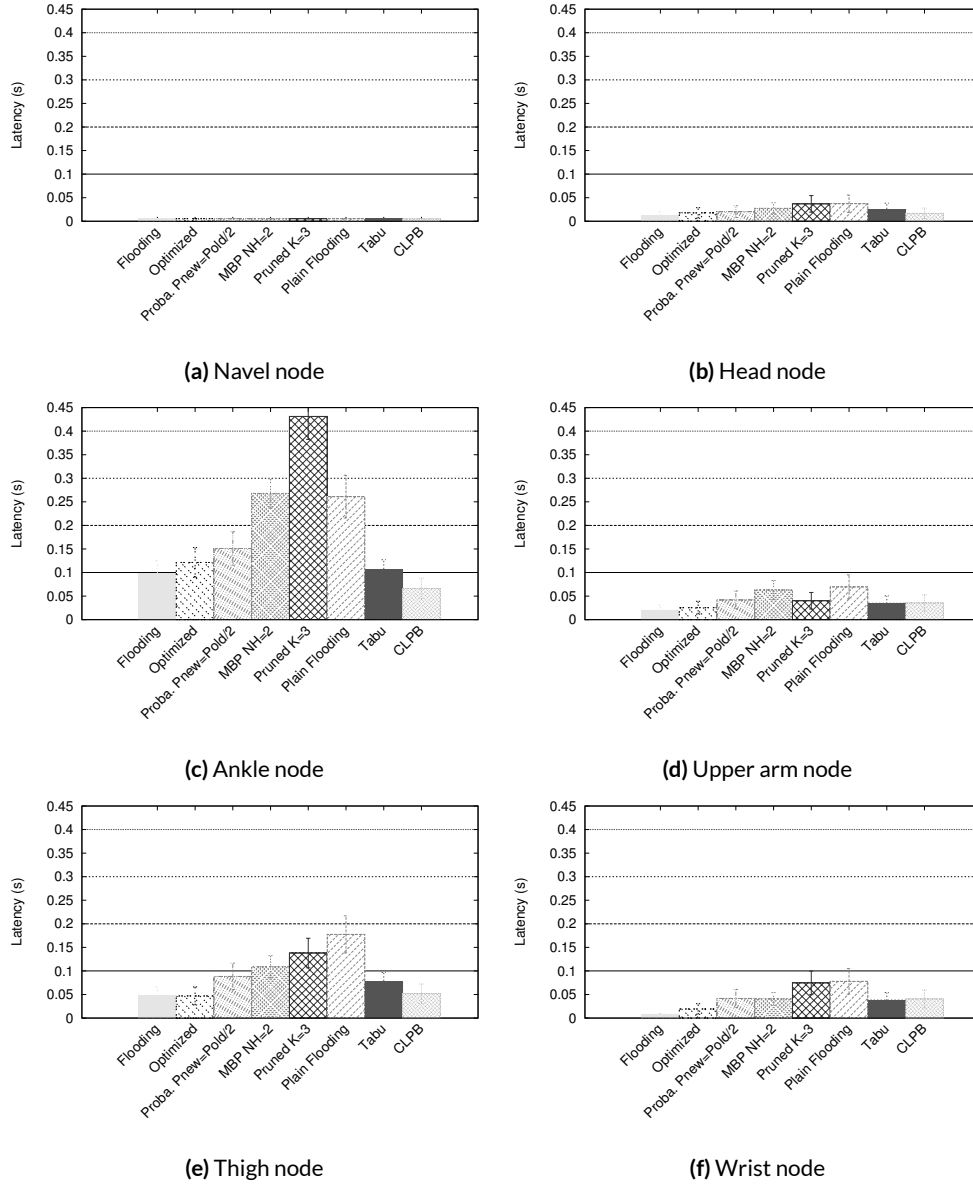 0.45
0.4
0.35
0.3
0.25
0.2
0.15
0.1
0.05
0
Latency (s)
Flooding
Optimized
Proba. Pnew=Pold/2
MBP NH=2
Pruned K=3
Plain Flooding
Tabu
CLPB
(a) Navel node
0.45
0.4
0.35
0.3
0.25
0.2
0.15
0.1
0.05
0
Latency (s)
Flooding
Optimized
Proba. Pnew=Pold/2
MBP NH=2
Pruned K=3
Plain Flooding
Tabu
CLPB
(b) Head node
0.45
0.4
0.35
0.3
0.25
0.2
0.15
0.1
0.05
0
Latency (s)
Flooding
Optimized
Proba. Pnew=Pold/2
MBP NH=2
Pruned K=3
Plain Flooding
Tabu
CLPB
(c) Ankle node
0.45
0.4
0.35
0.3
0.25
0.2
0.15
0.1
0.05
0
Latency (s)
Flooding
Optimized
Proba. Pnew=Pold/2
MBP NH=2
Pruned K=3
Plain Flooding
Tabu
CLPB
(d) Upper arm node
0.45
0.4
0.35
0.3
0.25
0.2
0.15
0.1
0.05
0
Latency (s)
Flooding
Optimized
Proba. Pnew=Pold/2
MBP NH=2
Pruned K=3
Plain Flooding
Tabu
CLPB
(e) Thigh node
0.45
0.4
0.35
0.3
0.25
0.2
0.15
0.1
0.05
0
Latency (s)
Flooding
Optimized
Proba. Pnew=Pold/2
MBP NH=2
Pruned K=3
Plain Flooding
Tabu
CLPB
(f) Wrist node